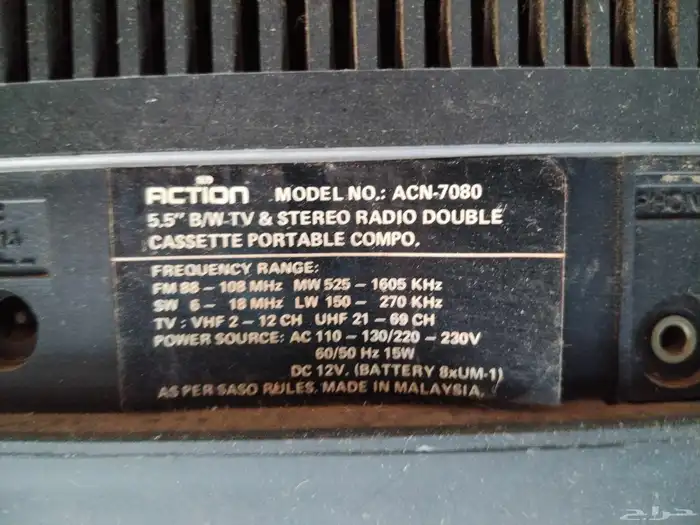 ACTION MODEL NO.: ACN-7080
5.5" B/W TV & STEREO RADIO DOUBLE
CASSETTE PORTABLE COMPO.
FREQUENCY RANGE:
FM 88 – 108 MHz MW 525 – 1605 KHz
SW 6 – 18 MHz LW 150 – 270 KHz
TV : VHF 2 – 12 CH UHF 21 – 69 CH
POWER SOURCE: AC 110 – 130/220 – 230V
60/50 Hz 15W
DC 12V. (BATTERY 8xUM-1)
AS PER SASO RULES. MADE IN MALAYSIA.
حراج